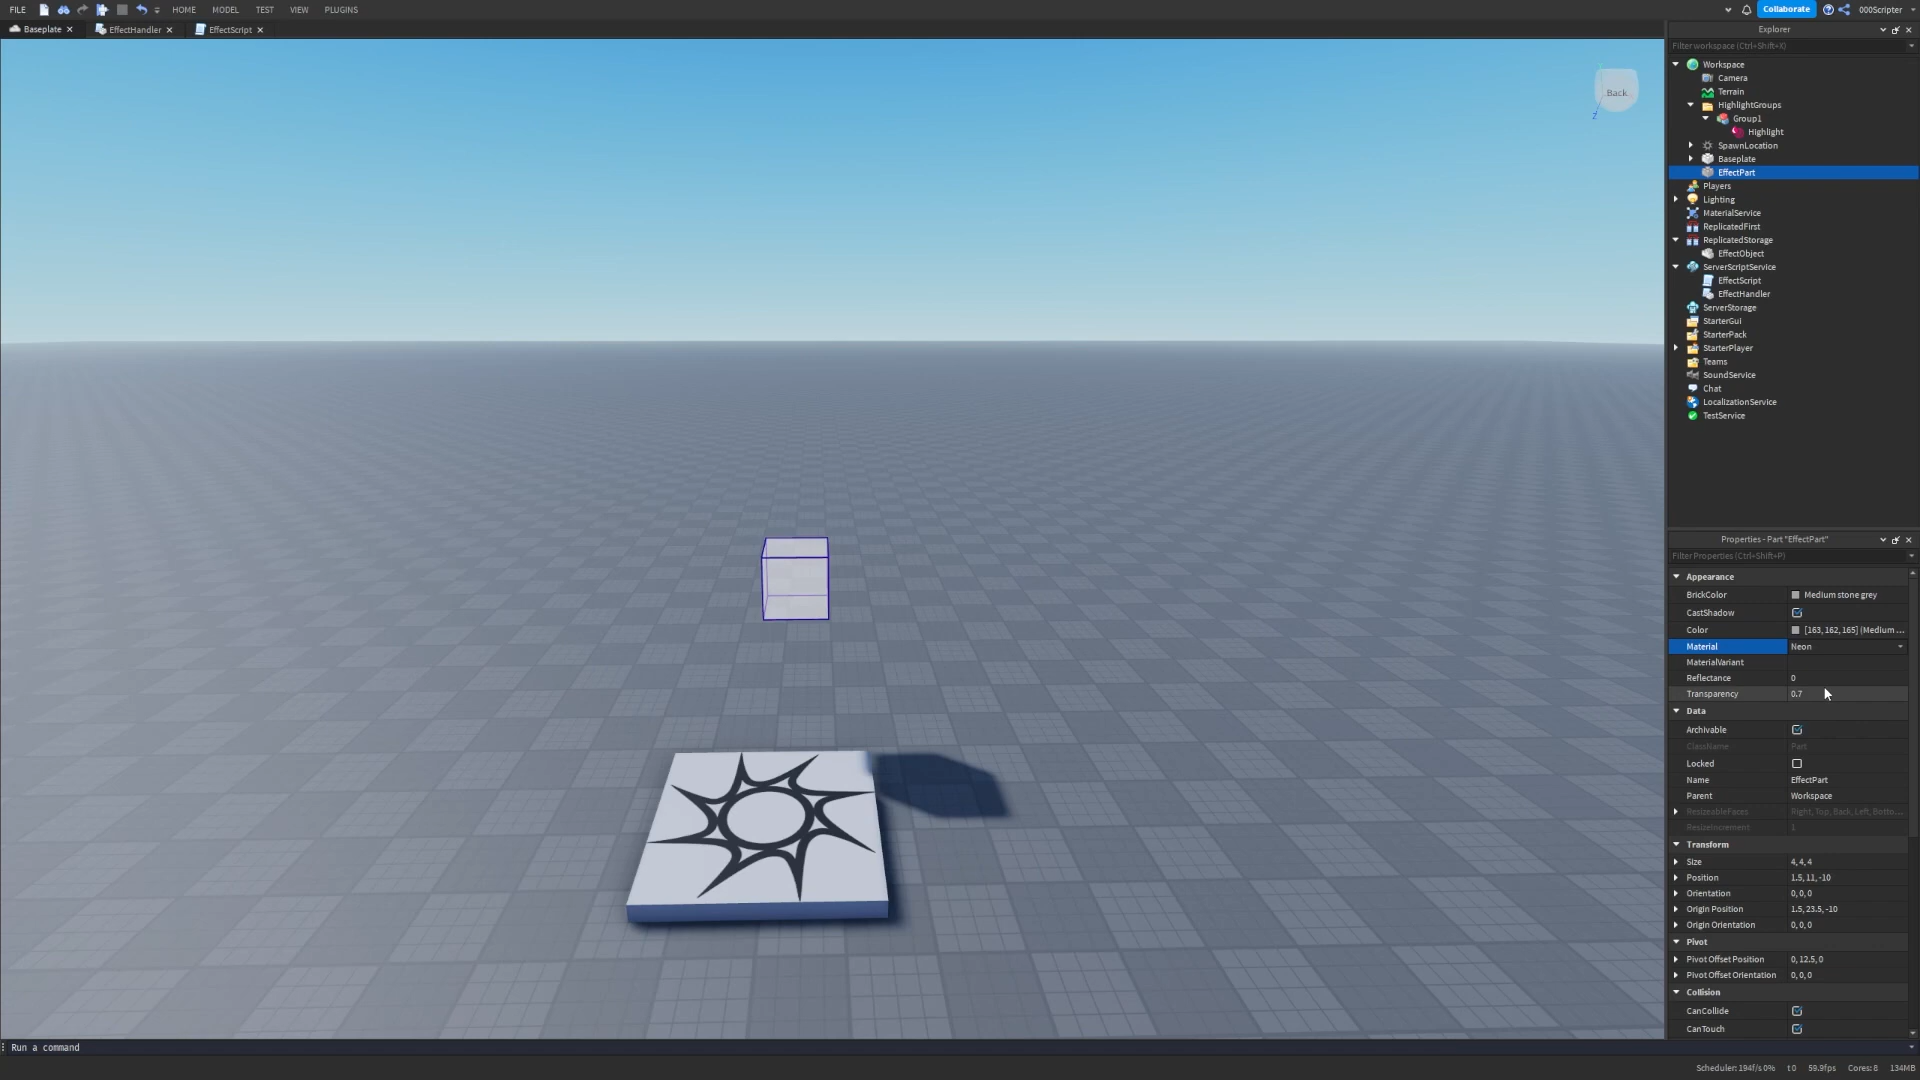 FILE HOME MODEL TEST VIEW PLUGINS Collaborate 000Scripter
Baseplate EffectHandler EffectScript
Back
Z
Explorer
Filter workspace (Ctrl+Shift+X)
Workspace
Camera
Terrain
HighlightGroups
Group1
Highlight
SpawnLocation
Baseplate
EffectPart
Players
Lighting
MaterialService
ReplicatedFirst
ReplicatedStorage
EffectObject
ServerScriptService
EffectScript
EffectHandler
ServerStorage
StarterGui
StarterPack
StarterPlayer
Teams
SoundService
Chat
LocalizationService
TestService
Properties - Part "EffectPart"
Filter Properties (Ctrl+Shift+P)
Appearance
BrickColor Medium stone grey
CastShadow
Color [163, 162, 165] (Medium ...
Material Neon
MaterialVariant
Reflectance 0
Transparency 0.7
Data
Archivable
ClassName Part
Locked
Name EffectPart
Parent Workspace
ResizeableFaces Right, Top, Back, Left, Botto...
ResizeIncrement 1
Transform
Size 4, 4, 4
Position 1.5, 11, -10
Orientation 0, 0, 0
Origin Position 1.5, 23.5, -10
Origin Orientation 0, 0, 0
Pivot
Pivot Offset Position 0, 12.5, 0
Pivot Offset Orientation 0, 0, 0
Collision
CanCollide
CanTouch
Run a command
Scheduler: 194f/s 0% t 0 59.9fps Cores: 8 134MB